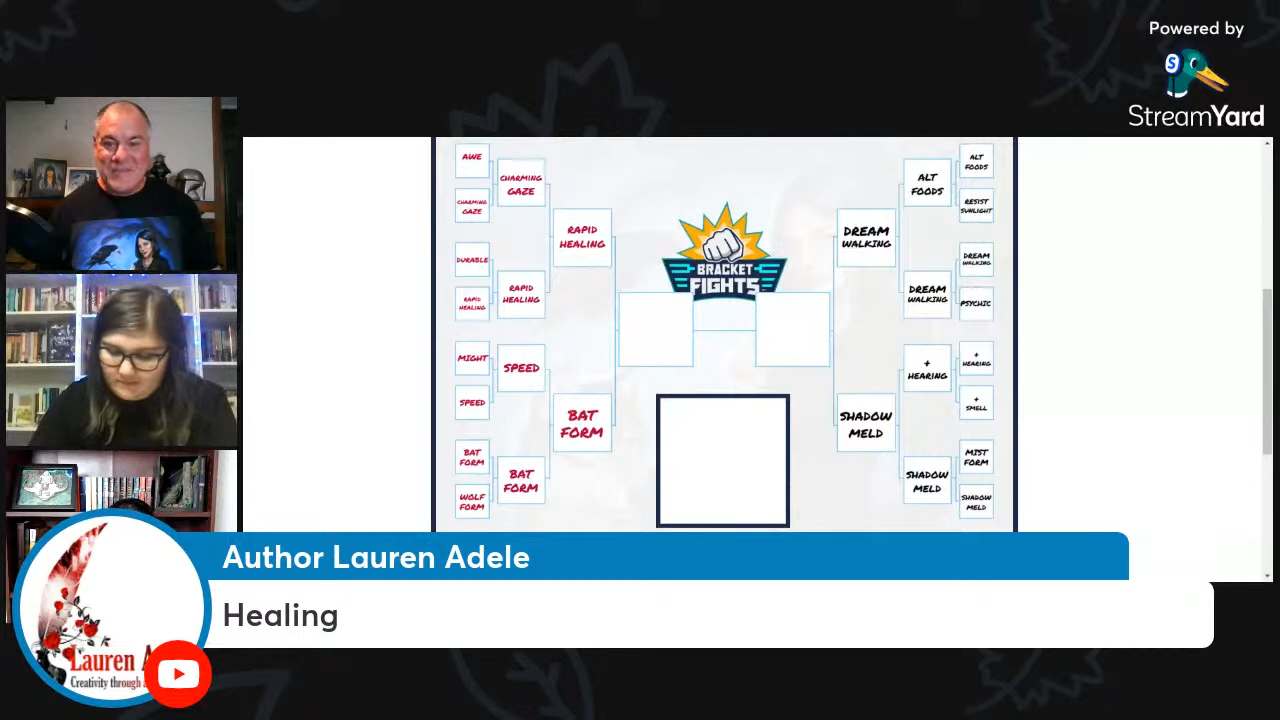 Powered by
StreamYard
AWE
CHARMING
GAZE
DURABLE
RAPID
HEALING
MIGHT
SPEED
BAT
FORM
WOLF
FORM
CHARMING
GAZE
RAPID
HEALING
SPEED
BAT
FORM
RAPID
HEALING
BAT
FORM
BRACKET
FIGHTS
DREAM
WALKING
SHADOW
MELD
ALT
FOODS
DREAM
WALKING
+
HEARING
SHADOW
MELD
ALT
FOODS
RESIST
SUNLIGHT
DREAM
WALKING
PSYCHIC
+
HEARING
+
SMELL
MIST
FORM
SHADOW
MELD
Author Lauren Adele
Healing
Lauren A
Creativity through a